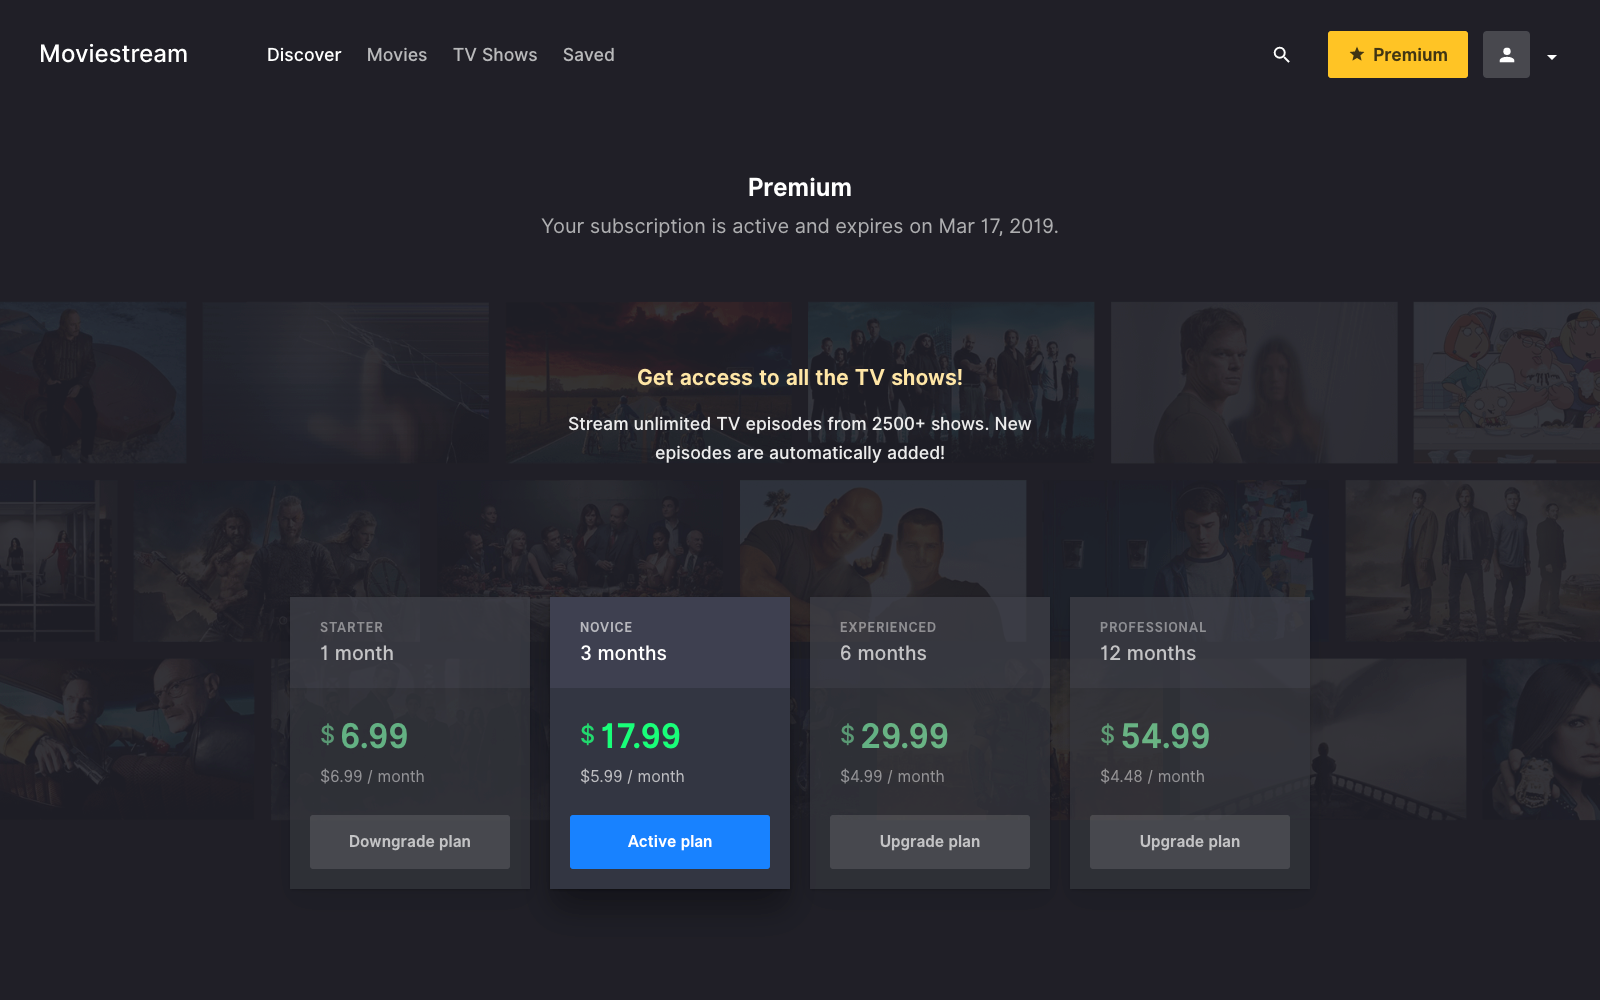 Moviestream
Discover Movies TV Shows Saved
Premium
Premium
Your subscription is active and expires on Mar 17, 2019.
Get access to all the TV shows!
Stream unlimited TV episodes from 2500+ shows. New
episodes are automatically added!
STARTER
1 month
$ 6.99
$6.99 / month
Downgrade plan
NOVICE
3 months
$ 17.99
$5.99 / month
Active plan
EXPERIENCED
6 months
$ 29.99
$4.99 / month
Upgrade plan
PROFESSIONAL
12 months
$ 54.99
$4.48 / month
Upgrade plan